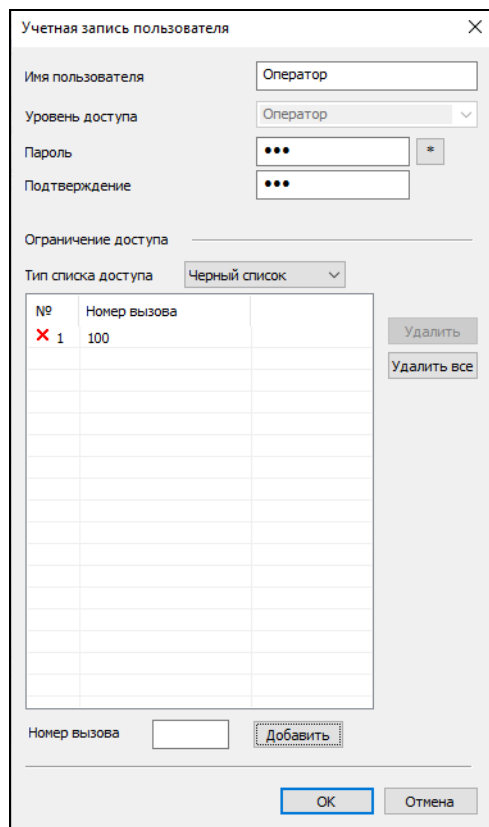 Учетная запись пользователя
Имя пользователя Оператор
Уровень доступа Оператор
Пароль ●●● *
Подтверждение ●●●
Ограничение доступа
Тип списка доступа Черный список
№ Номер вызова
1 100
Удалить
Удалить все
Номер вызова Добавить
OK Отмена